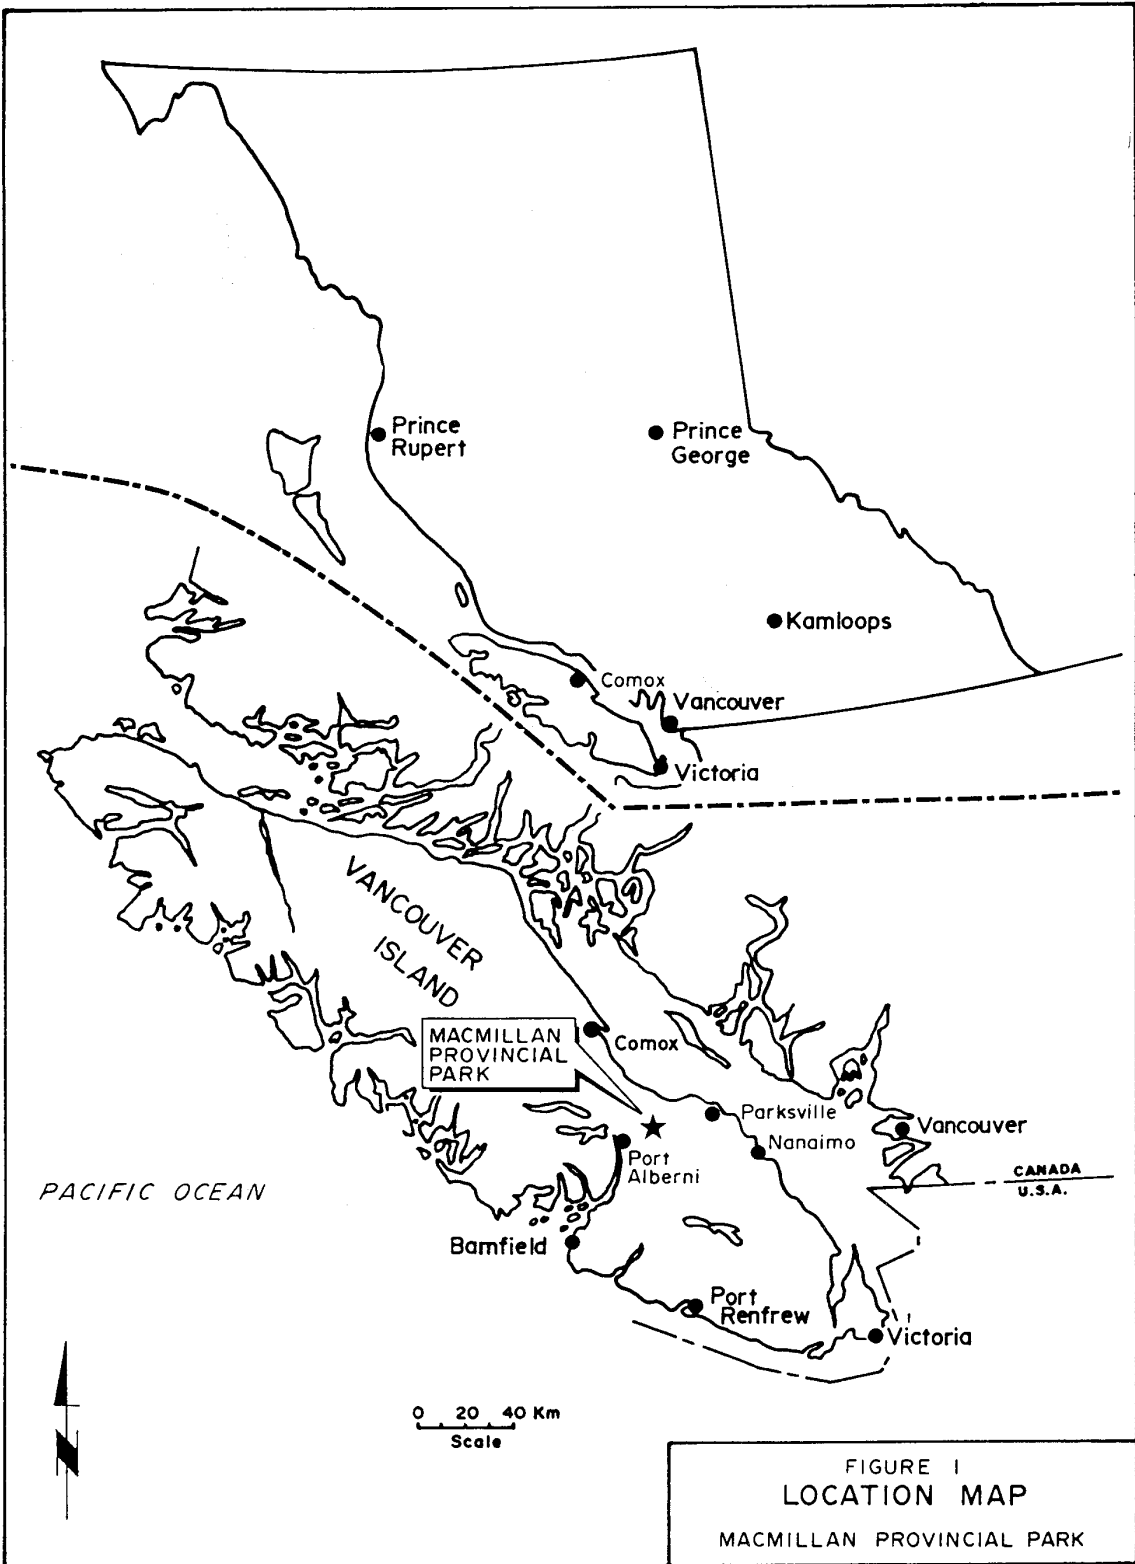 Prince
Rupert
Prince
George
Kamloops
Comox
Vancouver
Victoria
VANCOUVER
ISLAND
MACMILLAN
PROVINCIAL
PARK
Comox
Parksville
Nanaimo
Vancouver
Port
Alberni
CANADA
U.S.A.
PACIFIC OCEAN
Bamfield
Port
Renfrew
Victoria
N
0 20 40 Km
Scale
FIGURE 1
LOCATION MAP
MACMILLAN PROVINCIAL PARK